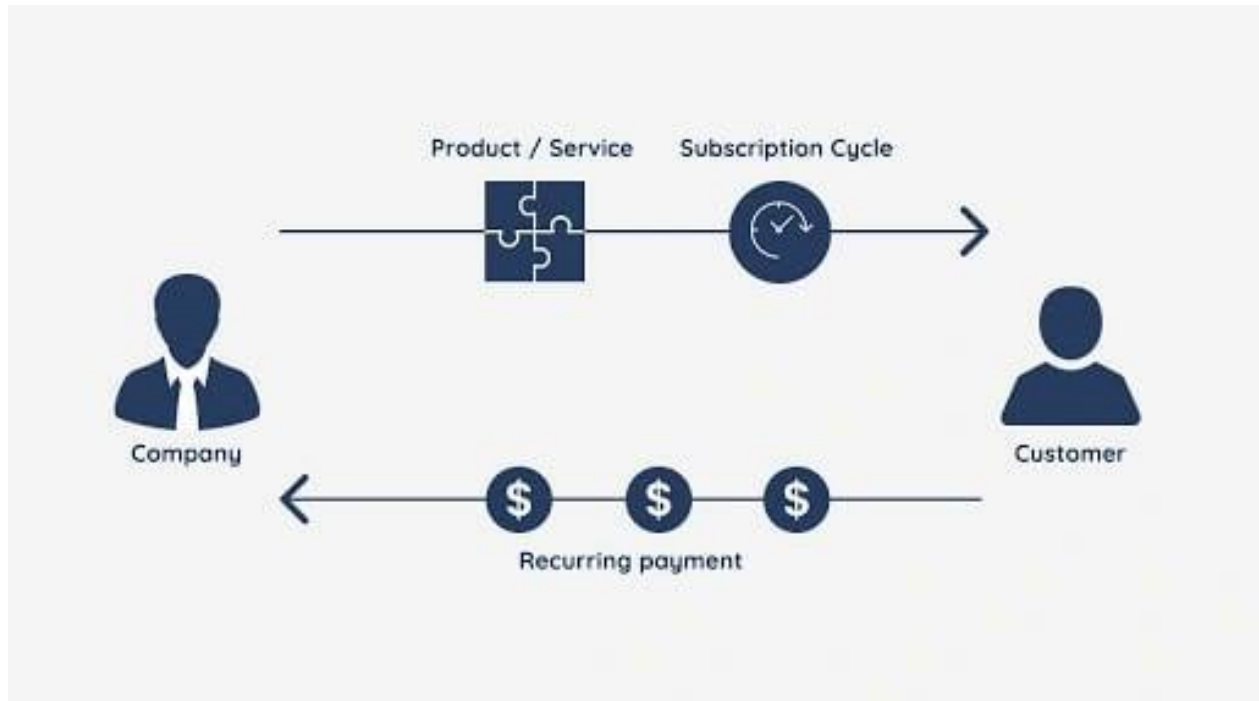 Product / Service
Subscription Cycle
Company
Customer
$ $ $
Recurring payment